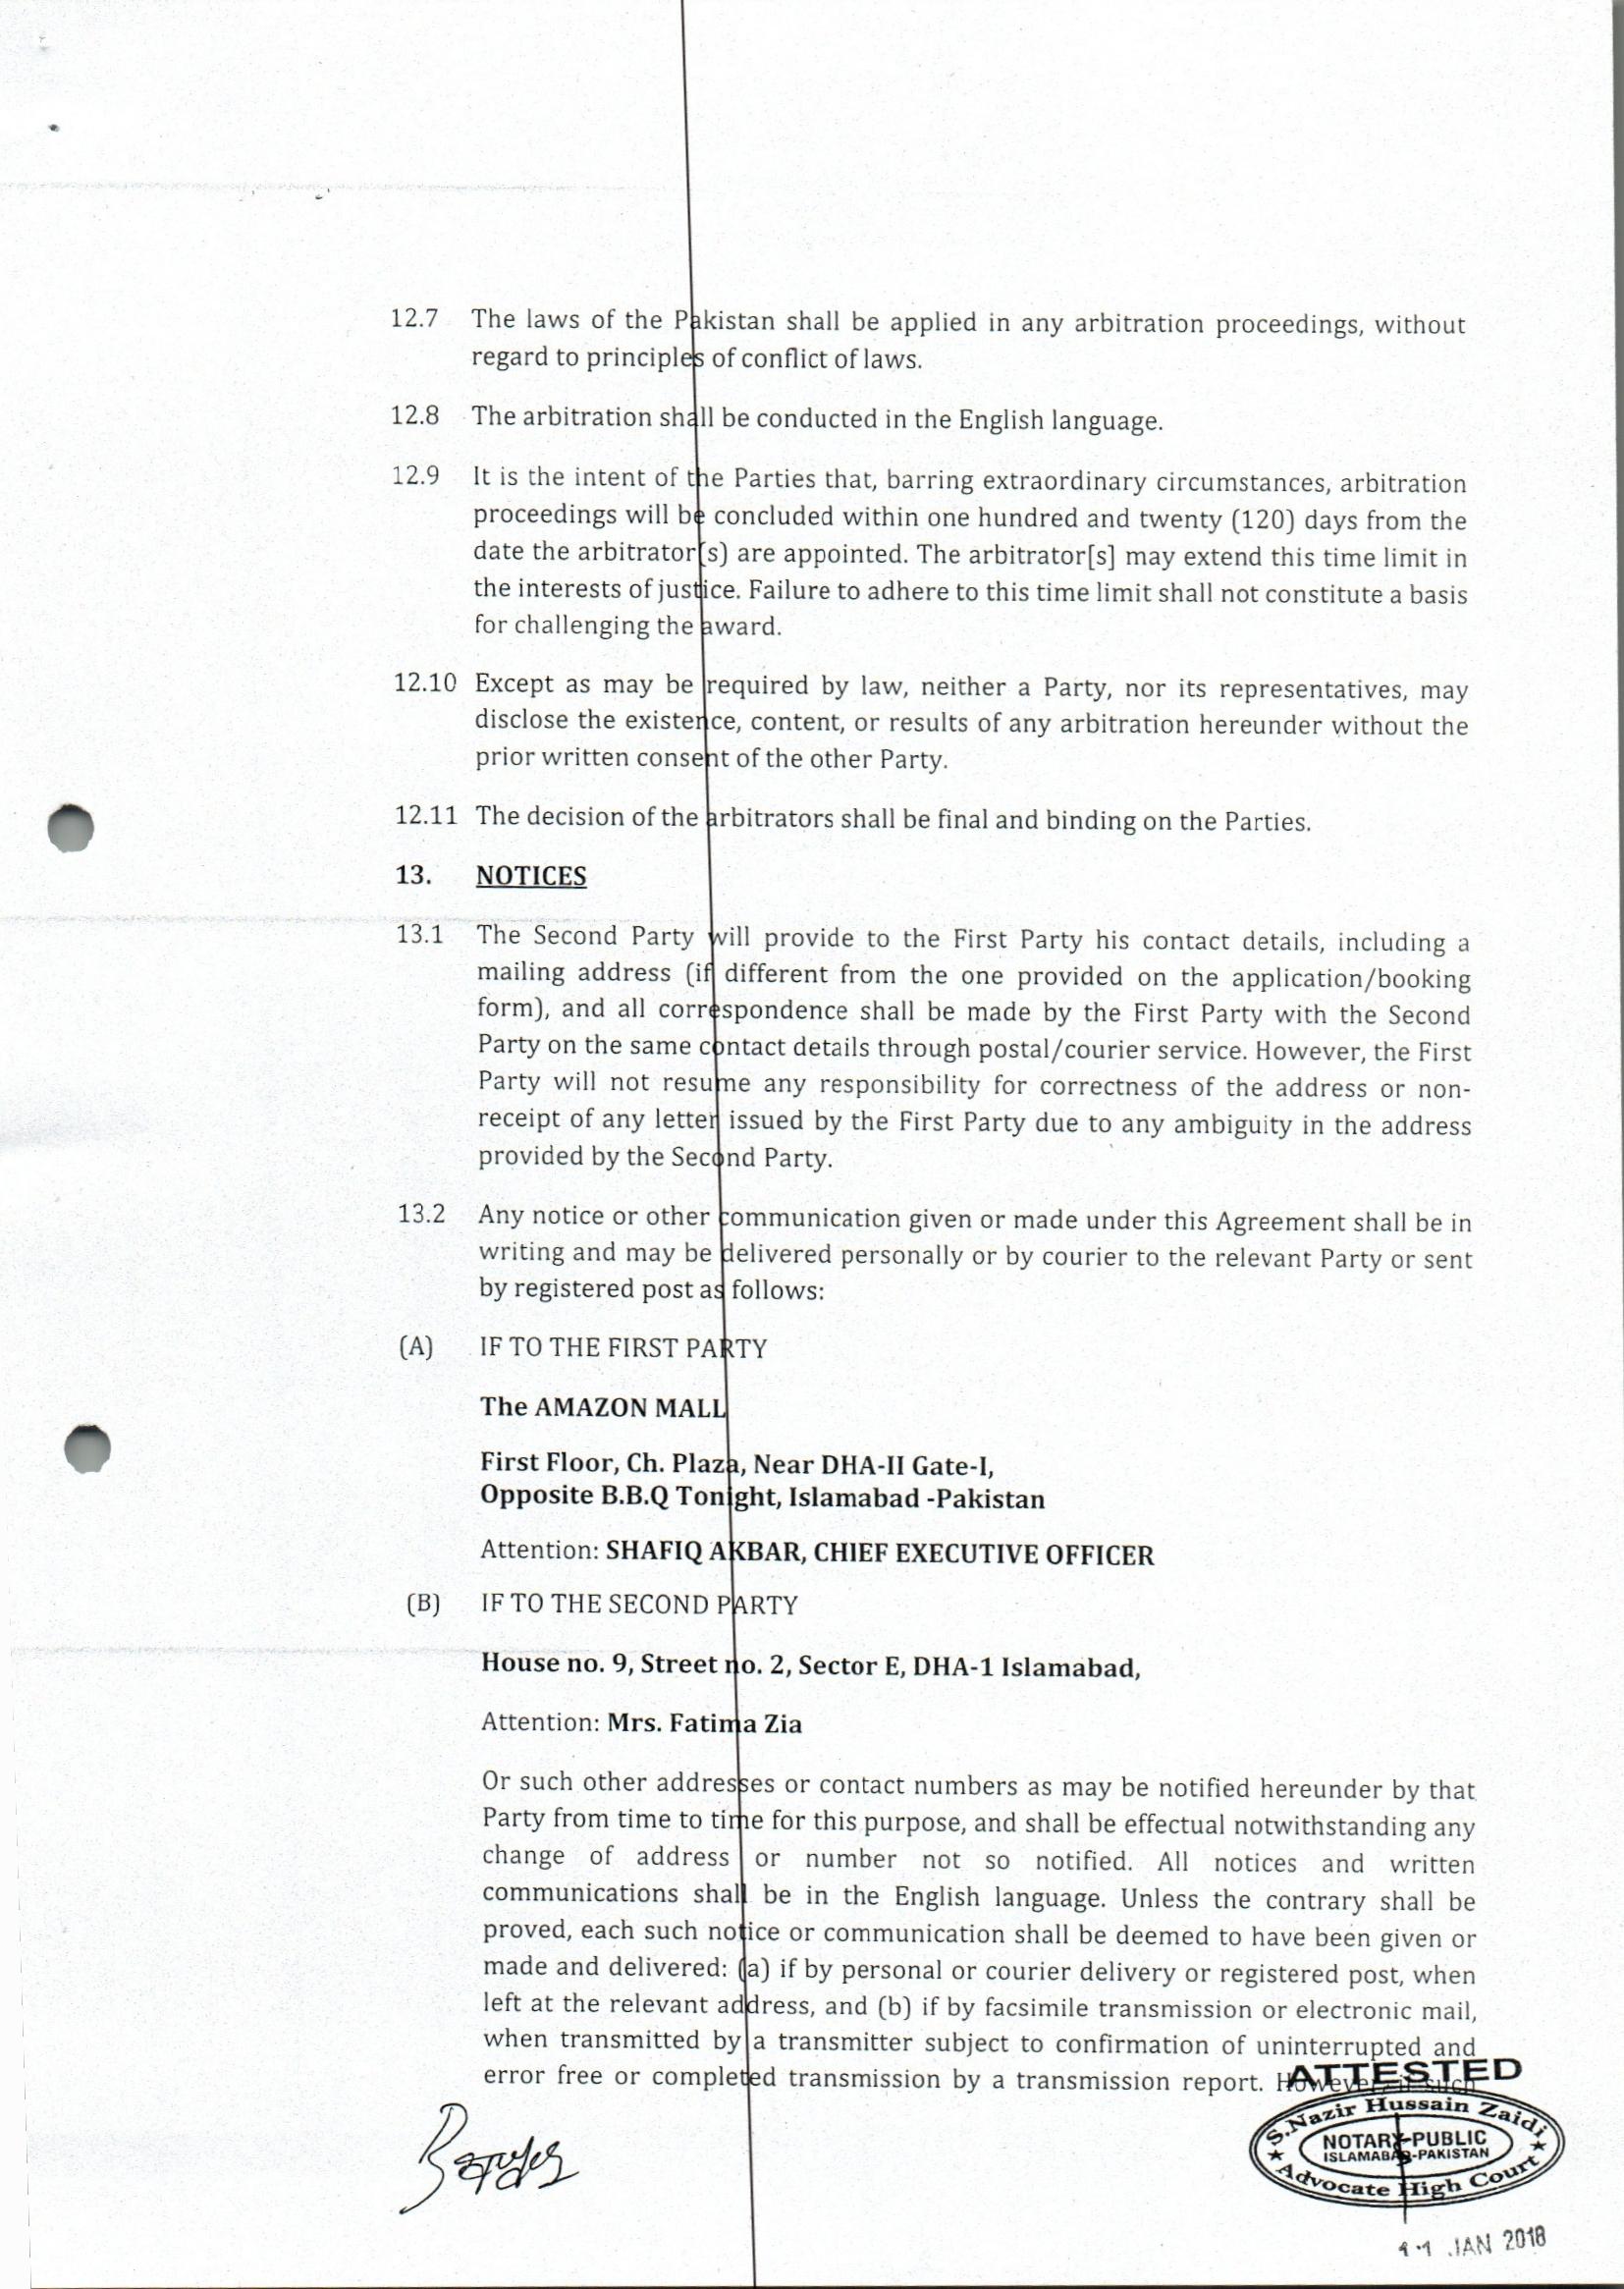 12.7 The laws of the Pakistan shall be applied in any arbitration proceedings, without
regard to principles of conflict of laws.
12.8 The arbitration shall be conducted in the English language.
12.9 It is the intent of the Parties that, barring extraordinary circumstances, arbitration
proceedings will be concluded within one hundred and twenty (120) days from the
date the arbitrator(s) are appointed. The arbitrator[s] may extend this time limit in
the interests of justice. Failure to adhere to this time limit shall not constitute a basis
for challenging the award.
12.10 Except as may be required by law, neither a Party, nor its representatives, may
disclose the existence, content, or results of any arbitration hereunder without the
prior written consent of the other Party.
12.11 The decision of the arbitrators shall be final and binding on the Parties.
13. NOTICES
13.1 The Second Party will provide to the First Party his contact details, including a
mailing address (if different from the one provided on the application/booking
form), and all correspondence shall be made by the First Party with the Second
Party on the same contact details through postal/courier service. However, the First
Party will not resume any responsibility for correctness of the address or non-
receipt of any letter issued by the First Party due to any ambiguity in the address
provided by the Second Party.
13.2 Any notice or other communication given or made under this Agreement shall be in
writing and may be delivered personally or by courier to the relevant Party or sent
by registered post as follows:
(A) IF TO THE FIRST PARTY
The AMAZON MALL
First Floor, Ch. Plaza, Near DHA-II Gate-I,
Opposite B.B.Q Tonight, Islamabad -Pakistan
Attention: SHAFIQ AKBAR, CHIEF EXECUTIVE OFFICER
(B) IF TO THE SECOND PARTY
House no. 9, Street no. 2, Sector E, DHA-1 Islamabad,
Attention: Mrs. Fatima Zia
Or such other addresses or contact numbers as may be notified hereunder by that
Party from time to time for this purpose, and shall be effectual notwithstanding any
change of address or number not so notified. All notices and written
communications shall be in the English language. Unless the contrary shall be
proved, each such notice or communication shall be deemed to have been given or
made and delivered: (a) if by personal or courier delivery or registered post, when
left at the relevant address, and (b) if by facsimile transmission or electronic mail,
when transmitted by a transmitter subject to confirmation of uninterrupted and
error free or completed transmission by a transmission report. However, if such
ATTESTED
S.Nazir Hussain Zaidi
NOTARY-PUBLIC
ISLAMABAD-PAKISTAN
Advocate High Court
JAN 2018